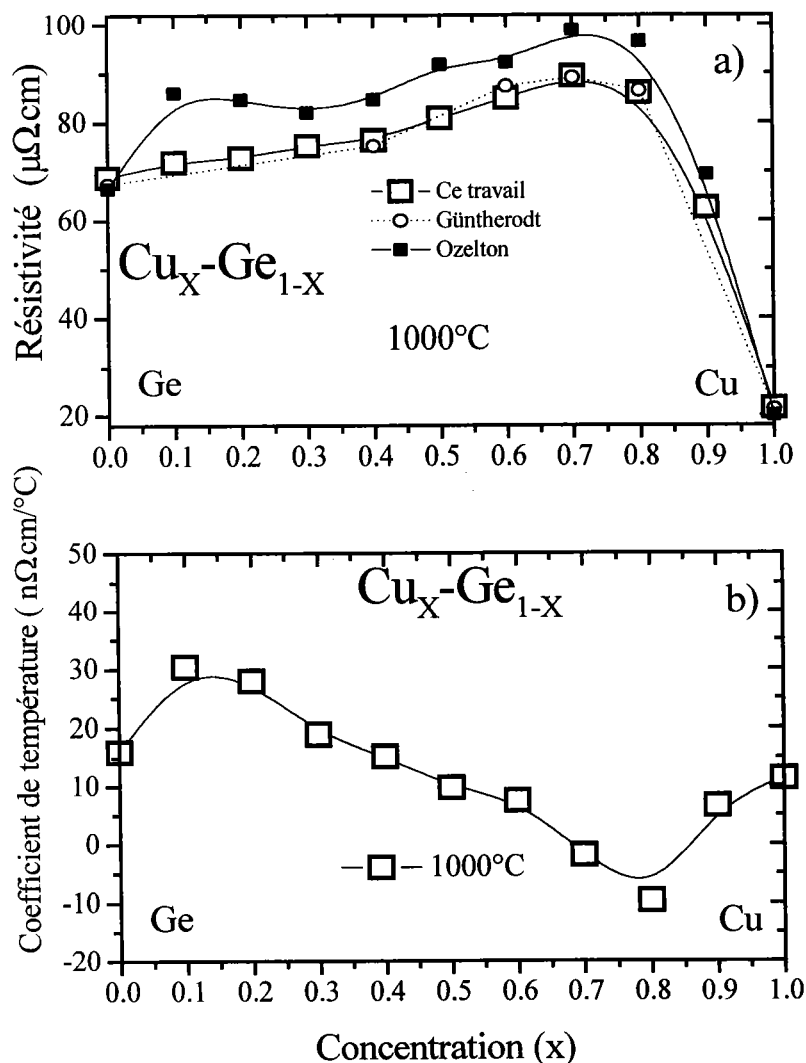 Résistivité (µΩcm)
100
80
60
40
20
a)
Ce travail
Güntherodt
Ozelton
CuX-Ge1-X
1000°C
Ge
Cu
0.0 0.1 0.2 0.3 0.4 0.5 0.6 0.7 0.8 0.9 1.0
Coefficient de température ( nΩcm/°C)
50
40
30
20
10
0
-10
-20
CuX-Ge1-X
b)
1000°C
Ge
Cu
0.0 0.1 0.2 0.3 0.4 0.5 0.6 0.7 0.8 0.9 1.0
Concentration (x)